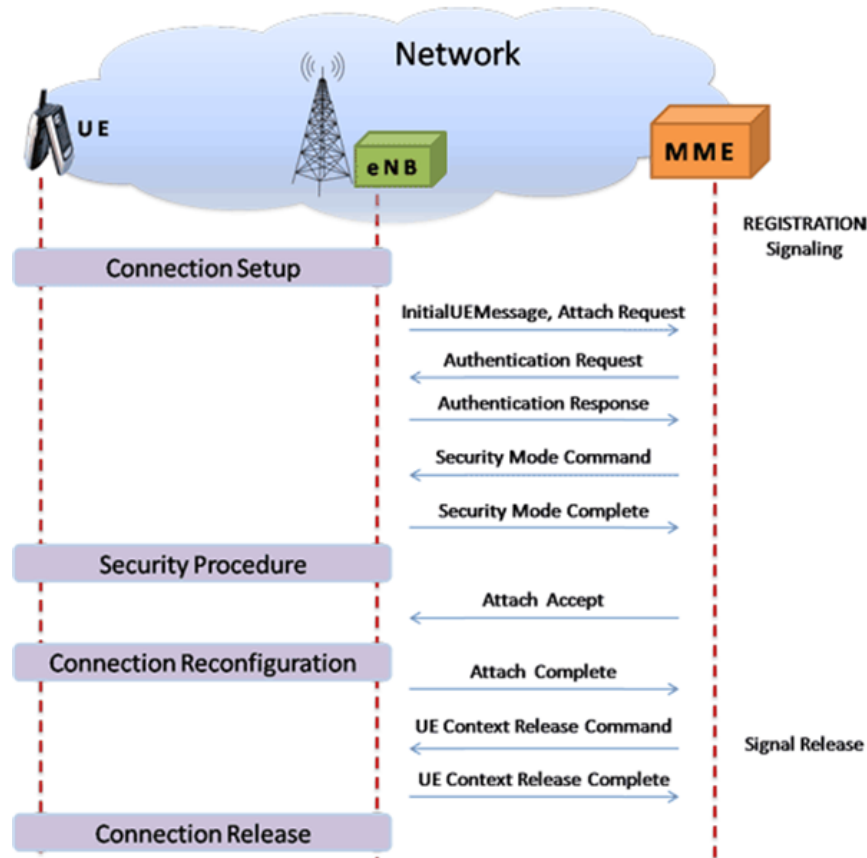 Network
UE
eNB
MME
REGISTRATION
Signaling
Connection Setup
InitialUEMessage, Attach Request
Authentication Request
Authentication Response
Security Mode Command
Security Mode Complete
Security Procedure
Attach Accept
Connection Reconfiguration
Attach Complete
UE Context Release Command
Signal Release
UE Context Release Complete
Connection Release